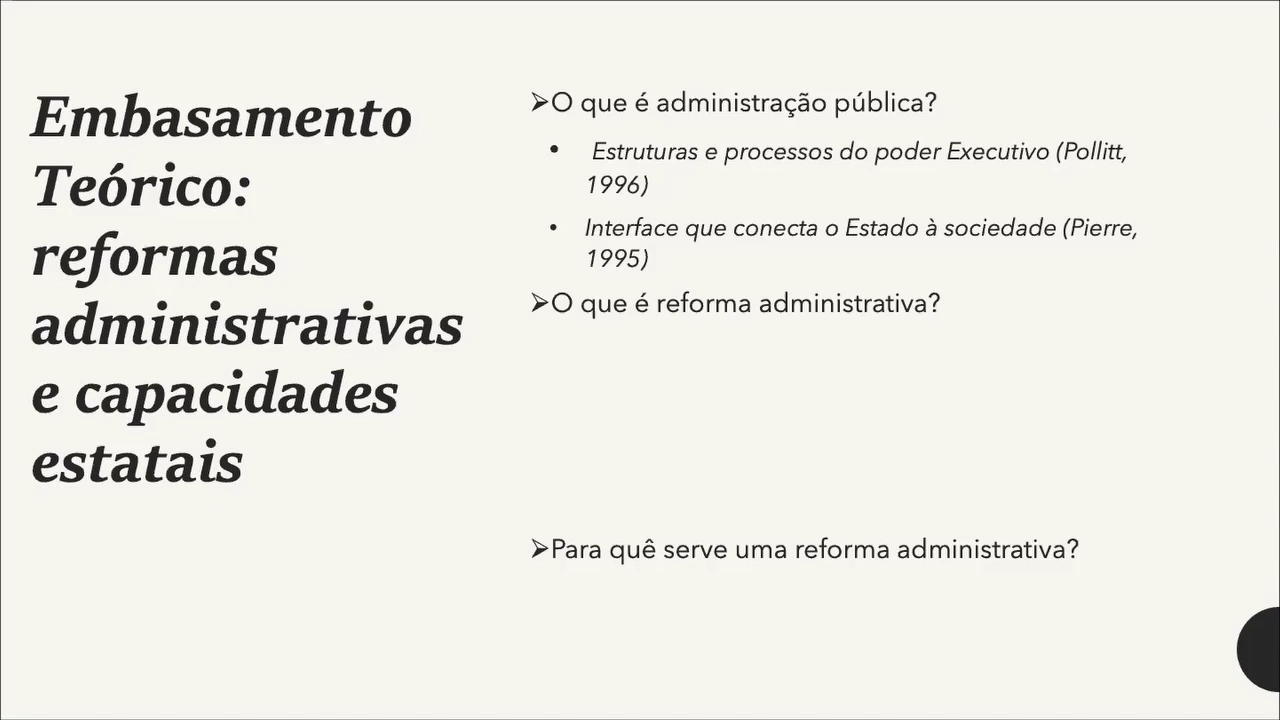 Embasamento
Teórico:
reformas
administrativas
e capacidades
estatais
➢O que é administração pública?
• Estruturas e processos do poder Executivo (Pollitt,
1996)
• Interface que conecta o Estado à sociedade (Pierre,
1995)
➢O que é reforma administrativa?
➢Para quê serve uma reforma administrativa?